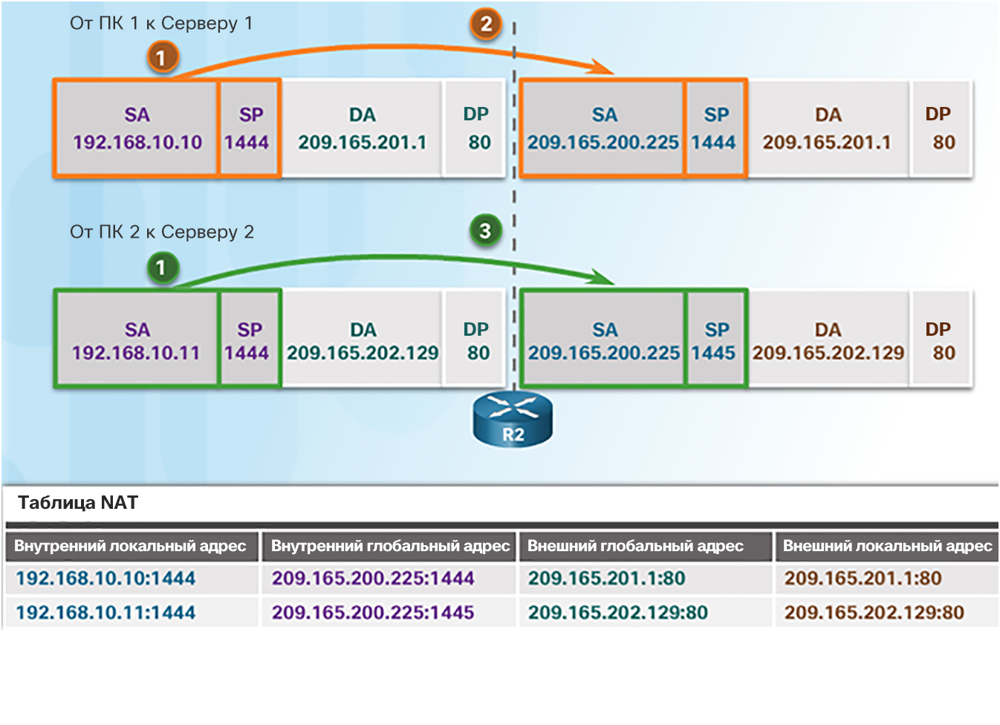 От ПК 1 к Серверу 1
2
1
SA SP DA DP SA SP DA DP
192.168.10.10 1444 209.165.201.1 80 209.165.200.225 1444 209.165.201.1 80
От ПК 2 к Серверу 2
3
1
SA SP DA DP SA SP DA DP
192.168.10.11 1444 209.165.202.129 80 209.165.200.225 1445 209.165.202.129 80
R2
Таблица NAT
Внутренний локальный адрес Внутренний глобальный адрес Внешний глобальный адрес Внешний локальный адрес
192.168.10.10:1444 209.165.200.225:1444 209.165.201.1:80 209.165.201.1:80
192.168.10.11:1444 209.165.200.225:1445 209.165.202.129:80 209.165.202.129:80